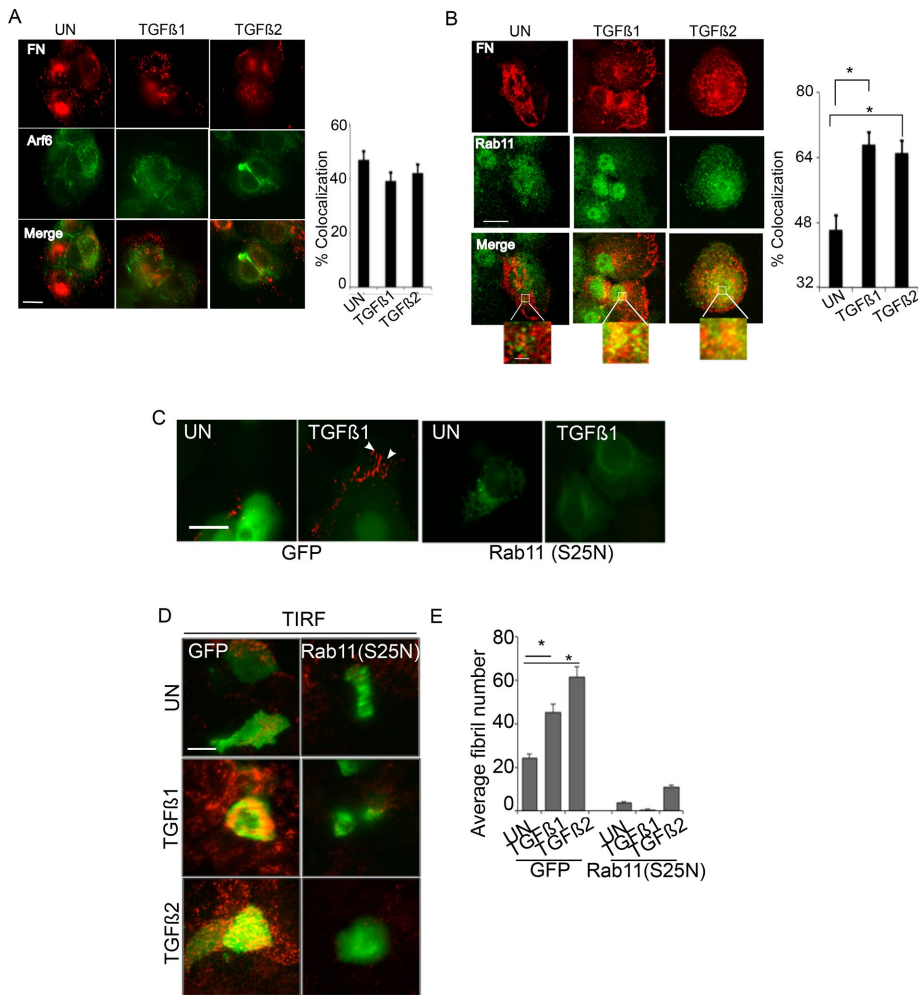 A
UN TGFß1 TGFß2
FN
Arf6
Merge
% Colocalization
60
40
20
0
UN TGFß1 TGFß2
B
UN TGFß1 TGFß2
FN
Rab11
Merge
% Colocalization
80
64
48
32
* *
UN TGFß1 TGFß2
C
UN TGFß1 UN TGFß1
GFP Rab11 (S25N)
D
TIRF
GFP Rab11(S25N)
UN
TGFß1
TGFß2
E
Average fibril number
80
60
40
20
0
* *
UN TGFß1 TGFß2 UN TGFß1 TGFß2
GFP Rab11(S25N)